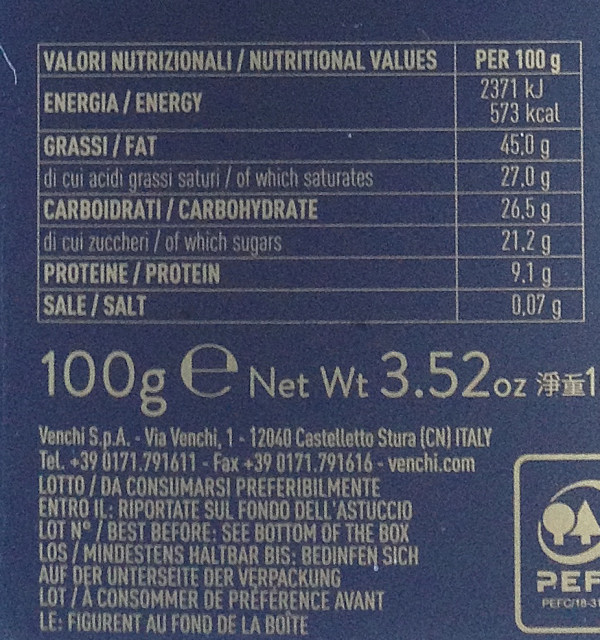 VALORI NUTRIZIONALI / NUTRITIONAL VALUES PER 100 g
ENERGIA / ENERGY 2371 kJ
573 kcal
GRASSI / FAT 45,0 g
di cui acidi grassi saturi / of which saturates 27,0 g
CARBOIDRATI / CARBOHYDRATE 26,5 g
di cui zuccheri / of which sugars 21,2 g
PROTEINE / PROTEIN 9,1 g
SALE / SALT 0,07 g
100g e Net Wt 3.52oz 淨重1
Venchi S.p.A. - Via Venchi, 1 - 12040 Castelletto Stura (CN) ITALY
Tel. +39 0171.791611 - Fax +39 0171.791616 - venchi.com
LOTTO / DA CONSUMARSI PREFERIBILMENTE
ENTRO IL: RIPORTATE SUL FONDO DELL'ASTUCCIO
LOT N° / BEST BEFORE: SEE BOTTOM OF THE BOX
LOS / MINDESTENS HALTBAR BIS: BEDINFEN SICH
AUF DER UNTERSEITE DER VERPACKUNG
LOT / À CONSOMMER DE PRÉFÉRENCE AVANT
LE: FIGURENT AU FOND DE LA BOÎTE
PEF
PEFC/18-31